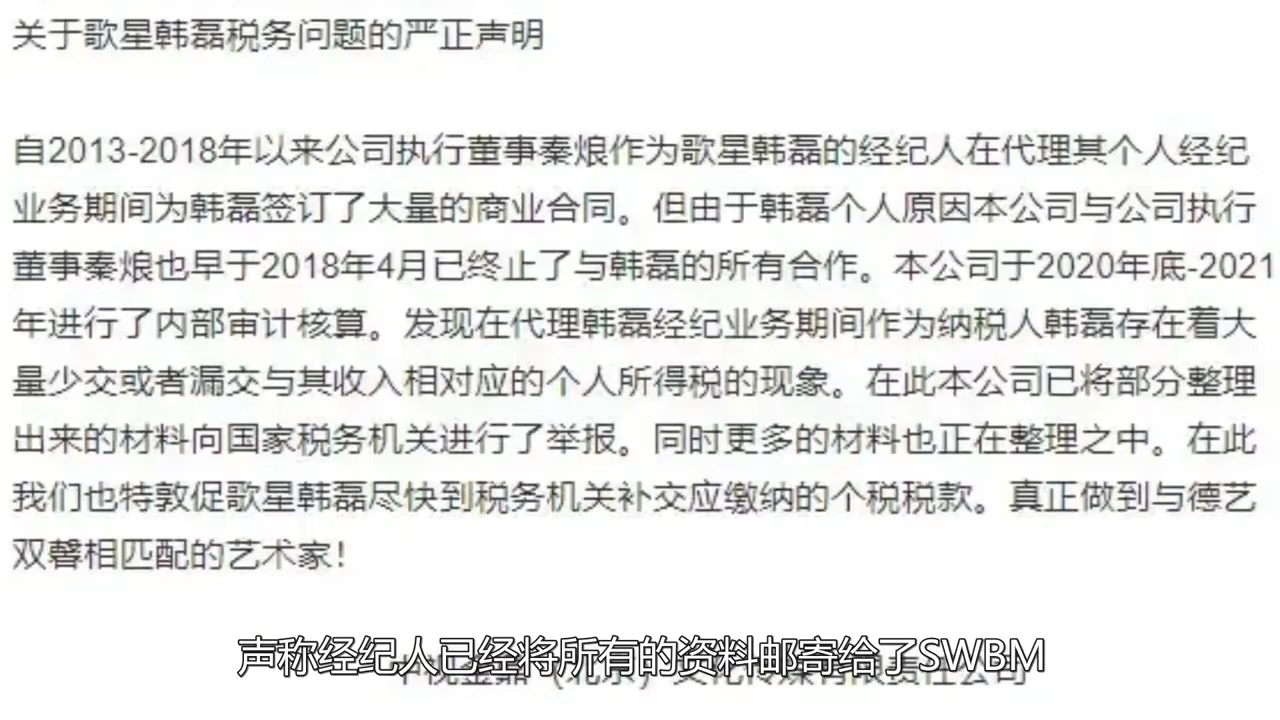 关于歌星韩磊税务问题的严正声明
自2013-2018年以来公司执行董事秦烺作为歌星韩磊的经纪人在代理其个人经纪
业务期间为韩磊签订了大量的商业合同。但由于韩磊个人原因本公司与公司执行
董事秦烺也早于2018年4月已终止了与韩磊的所有合作。本公司于2020年底-2021
年进行了内部审计核算。发现在代理韩磊经纪业务期间作为纳税人韩磊存在着大
量少交或者漏交与其收入相对应的个人所得税的现象。在此本公司已将部分整理
出来的材料向国家税务机关进行了举报。同时更多的材料也正在整理之中。在此
我们也特敦促歌星韩磊尽快到税务机关补交应缴纳的个税税款。真正做到与德艺
双馨相匹配的艺术家！
声称经纪人已经将所有的资料邮寄给了SWBM